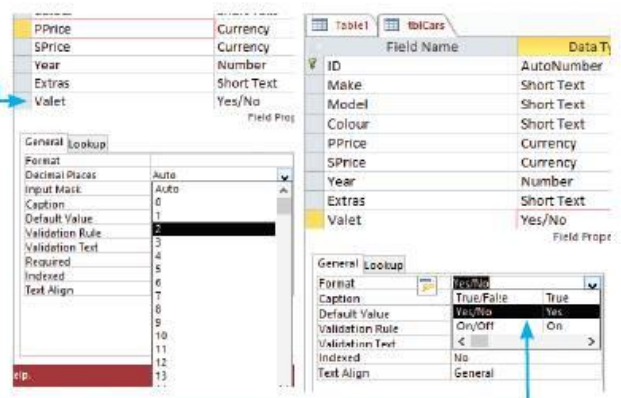 PPrice Currency
SPrice Currency
Year Number
Extras Short Text
Valet Yes/No
Field Prop
General Lookup
Format
Decimal Places Auto
Input Mask Auto
Caption 0
Default Value 1
Validation Rule 2
Validation Text 3
Required 4
Indexed 5
Text Align 6
7
8
9
10
11
12
13
elp.
Table1 tblCars
Field Name Data Ty
ID AutoNumber
Make Short Text
Model Short Text
Colour Short Text
PPrice Currency
SPrice Currency
Year Number
Extras Short Text
Valet Yes/No
Field Prope
General Lookup
Format Yes/No
Caption True/False True
Default Value Yes/No Yes
Validation Rule On/Off On
Validation Text < >
Indexed No
Text Align General